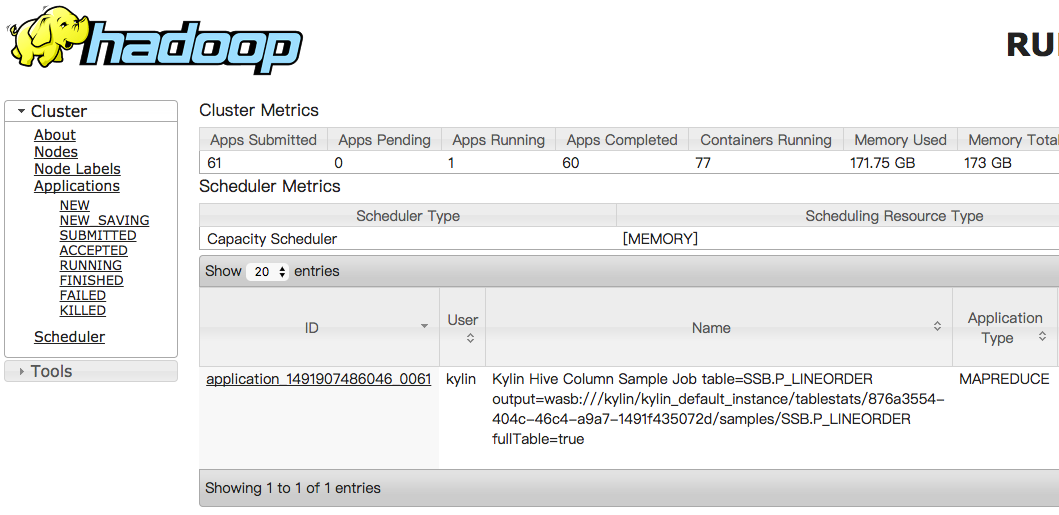 hadoop
RU
Cluster
About
Nodes
Node Labels
Applications
NEW
NEW_SAVING
SUBMITTED
ACCEPTED
RUNNING
FINISHED
FAILED
KILLED
Scheduler
Tools
Cluster Metrics
Apps Submitted Apps Pending Apps Running Apps Completed Containers Running Memory Used Memory Total
61 0 1 60 77 171.75 GB 173 GB
Scheduler Metrics
Scheduler Type Scheduling Resource Type
Capacity Scheduler [MEMORY]
Show 20 entries
ID User Name Application Type
application_1491907486046_0061 kylin Kylin Hive Column Sample Job table=SSB.P_LINEORDER MAPREDUCE
output=wasb:///kylin/kylin_default_instance/tablestats/876a3554-
404c-46c4-a9a7-1491f435072d/samples/SSB.P_LINEORDER
fullTable=true
Showing 1 to 1 of 1 entries